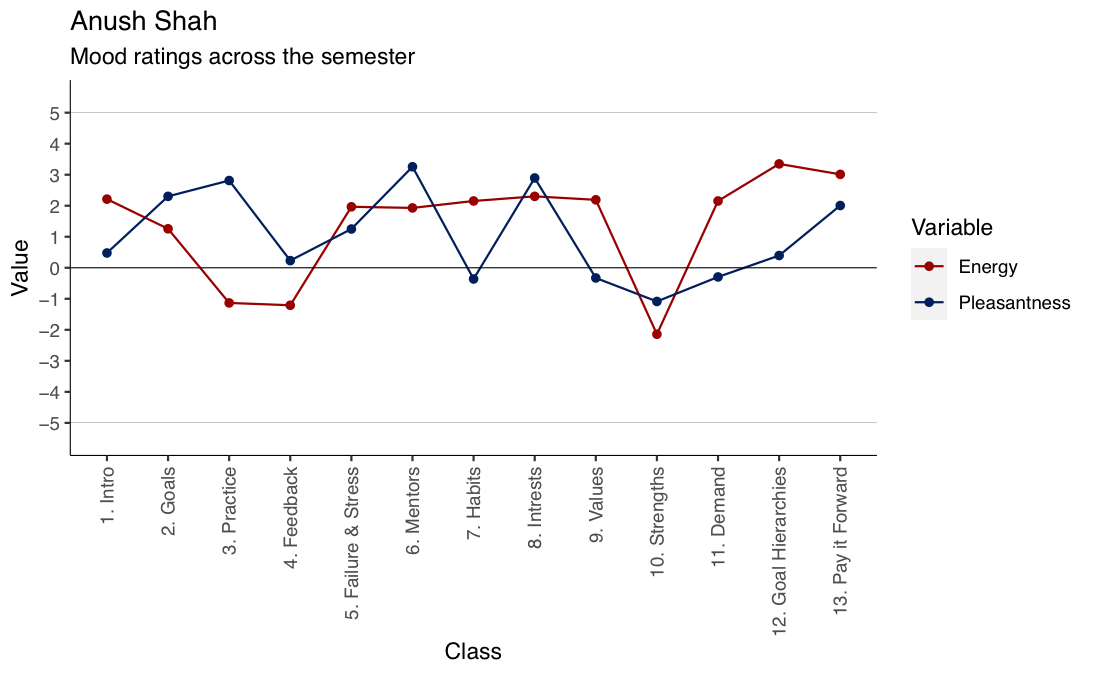 Anush Shah
Mood ratings across the semester
Value
5
4
3
2
1
0
−1
−2
−3
−4
−5
1. Intro
2. Goals
3. Practice
4. Feedback
5. Failure & Stress
6. Mentors
7. Habits
8. Intrests
9. Values
10. Strengths
11. Demand
12. Goal Hierarchies
13. Pay it Forward
Class
Variable
Energy
Pleasantness